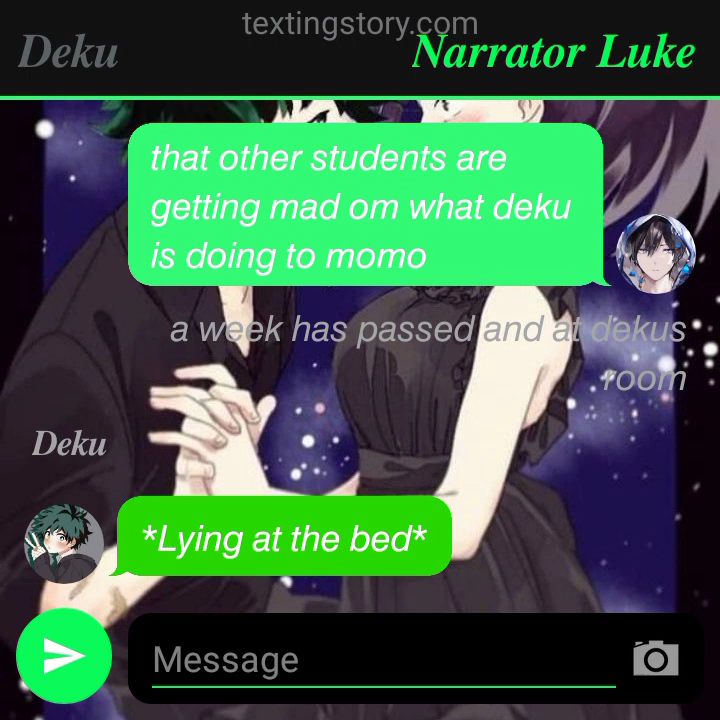 textingstory.com
Deku
Narrator Luke
that other students are
getting mad om what deku
is doing to momo
a week has passed and at dekus
room
Deku
*Lying at the bed*
Message